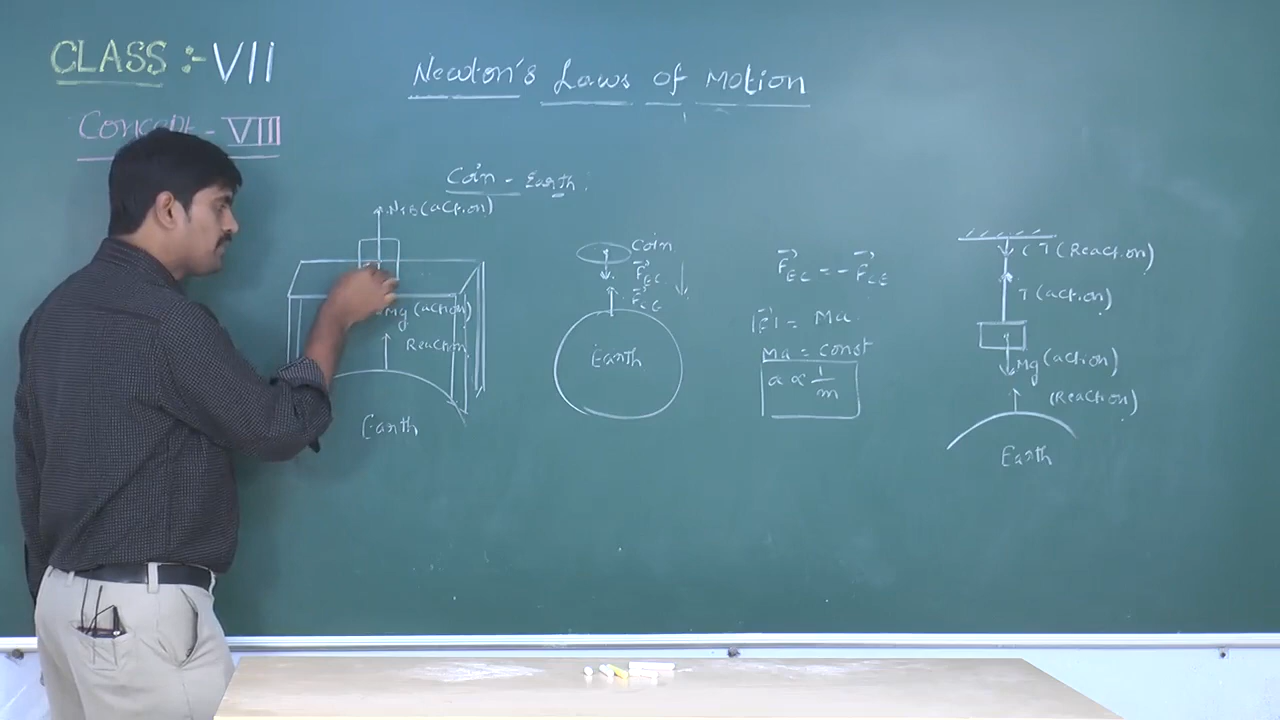 CLASS :- VII
Newton's Laws of Motion
Concept - VIII
Coin - Earth :
NTB (action)
Mg (action)
Reaction
Earth
Coin
F⃗EC
F⃗CE
Earth
F⃗EC = -F⃗CE
|F⃗| = Ma
Ma = const
a ∝ 1/m
T (Reaction)
T (action)
Mg (action)
(Reaction)
Earth